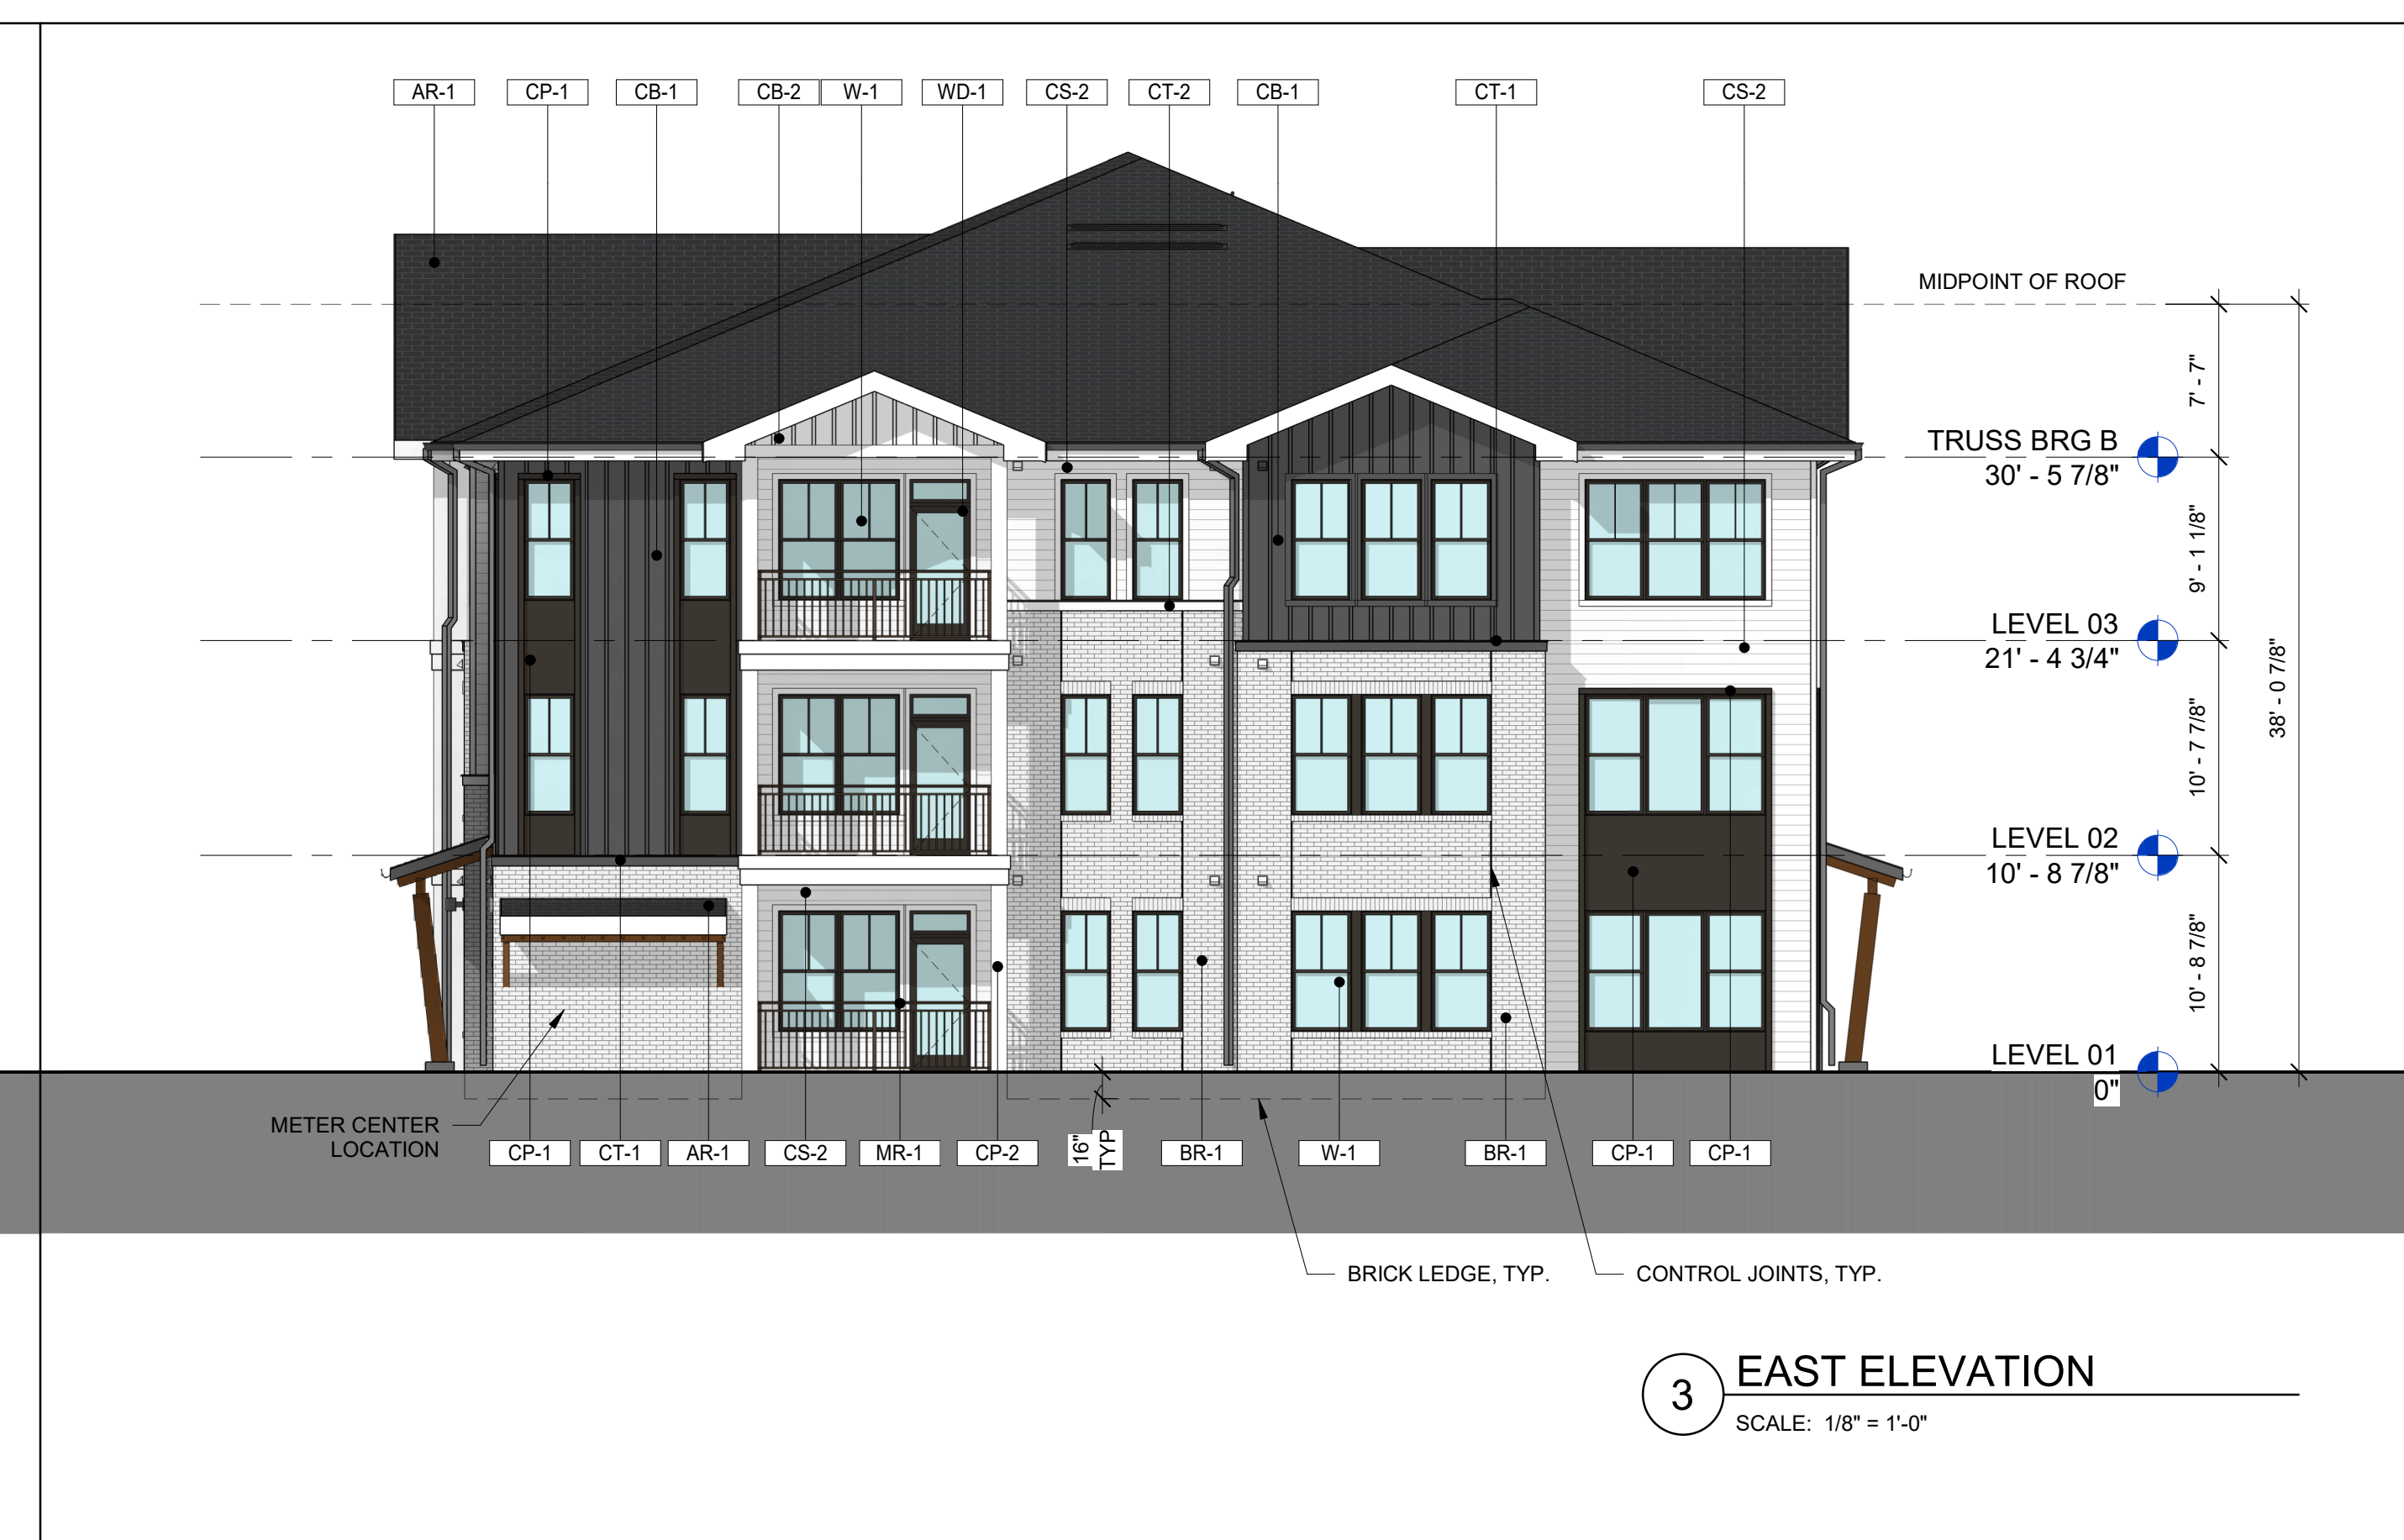 AR-1 CP-1 CB-1 CB-2 W-1 WD-1 CS-2 CT-2 CB-1 CT-1 CS-2
MIDPOINT OF ROOF
7' - 7"
TRUSS BRG B
30' - 5 7/8"
9' - 1 1/8"
LEVEL 03
21' - 4 3/4"
38' - 0 7/8"
10' - 7 7/8"
LEVEL 02
10' - 8 7/8"
10' - 8 7/8"
LEVEL 01
0"
METER CENTER
LOCATION
CP-1 CT-1 AR-1 CS-2 MR-1 CP-2
16"
TYP
BR-1 W-1 BR-1 CP-1 CP-1
BRICK LEDGE, TYP.
CONTROL JOINTS, TYP.
3
EAST ELEVATION
SCALE: 1/8" = 1'-0"